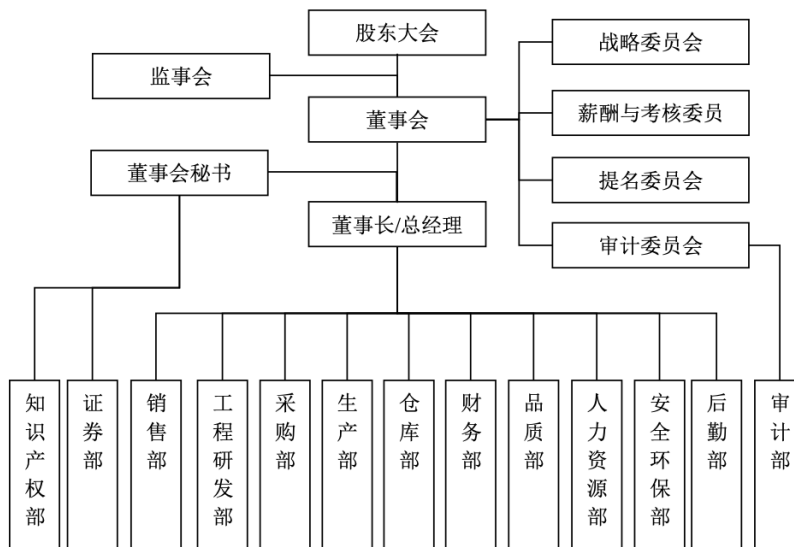 股东大会
战略委员会
监事会
薪酬与考核委员
董事会
董事会秘书
提名委员会
董事长/总经理
审计委员会
知识产权部
证券部
销售部
工程研发部
采购部
生产部
仓库部
财务部
品质部
人力资源部
安全环保部
后勤部
审计部